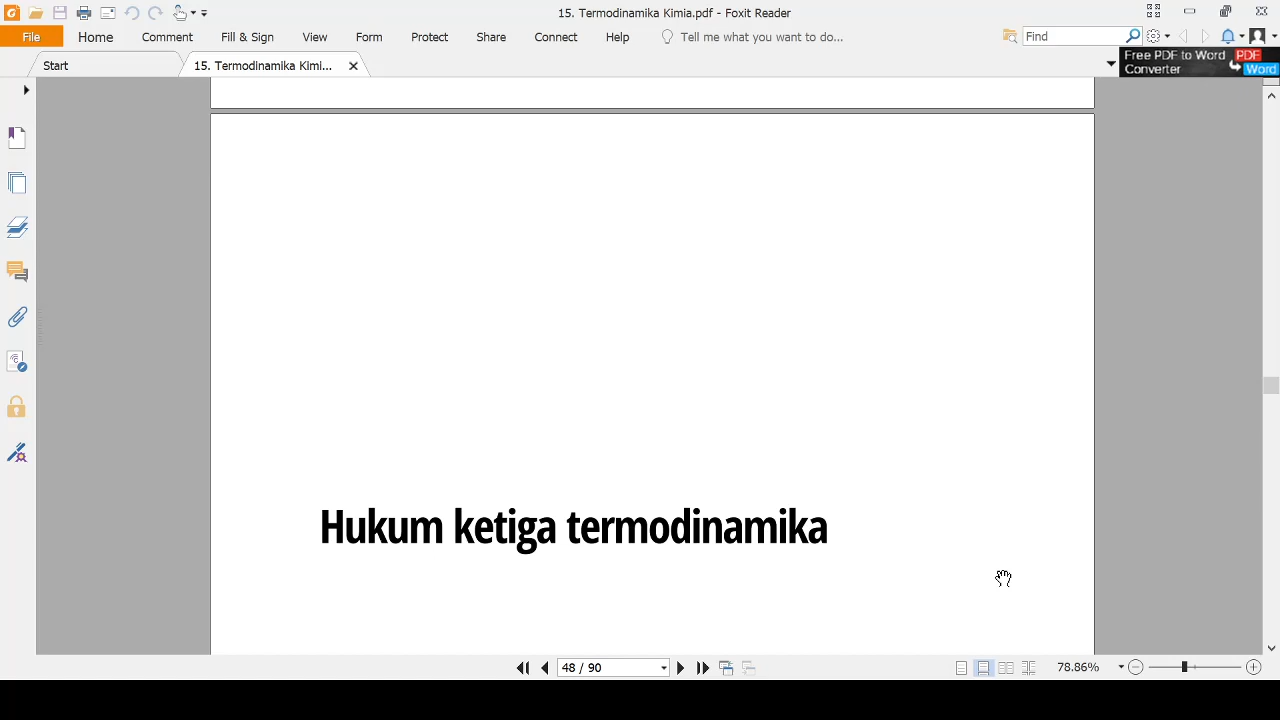 15. Termodinamika Kimia.pdf - Foxit Reader
File Home Comment Fill & Sign View Form Protect Share Connect Help Tell me what you want to do... Find
Start 15. Termodinamika Kimi...
Free PDF to Word Converter PDF Word
Hukum ketiga termodinamika
48 / 90 78.86%